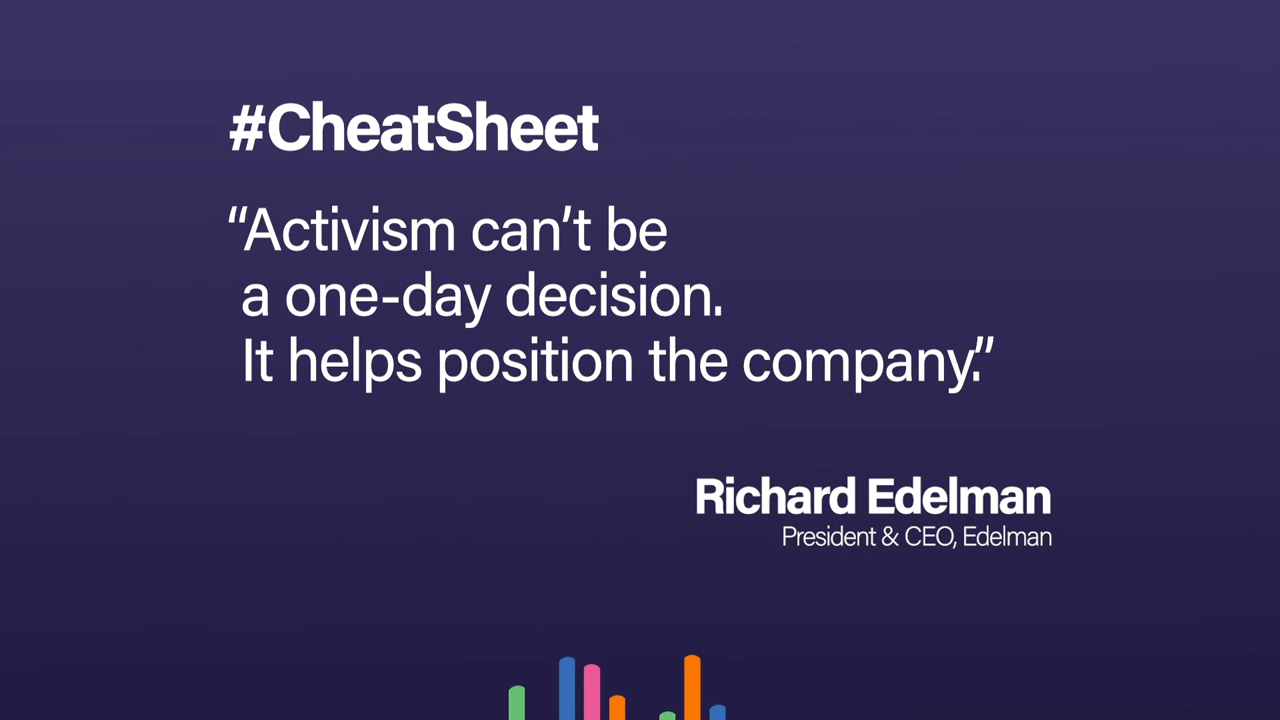 #CheatSheet
“Activism can’t be
a one-day decision.
It helps position the company.”
Richard Edelman
President & CEO, Edelman